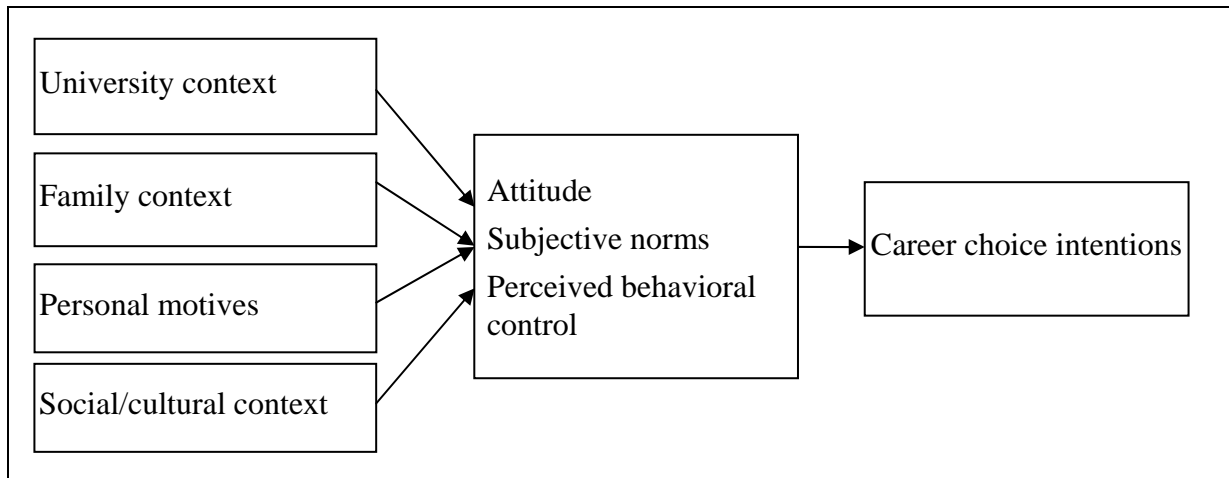 University context
Family context
Personal motives
Social/cultural context
Attitude
Subjective norms
Perceived behavioral
control
Career choice intentions